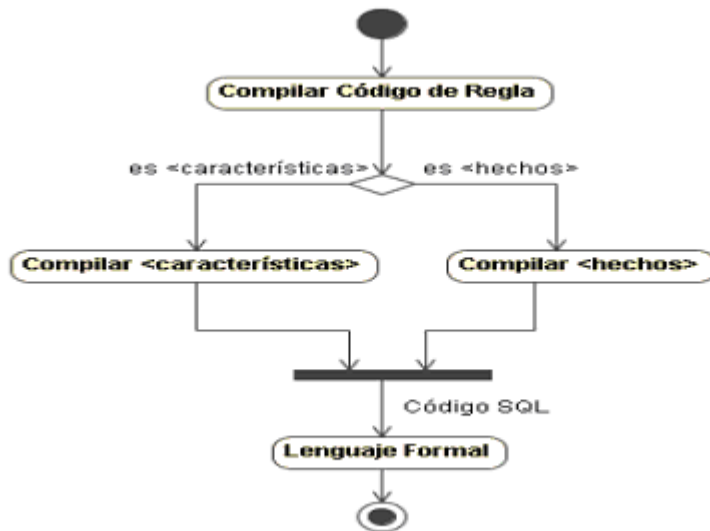 Compilar Código de Regla
es <características>
es <hechos>
Compilar <características>
Compilar <hechos>
Código SQL
Lenguaje Formal